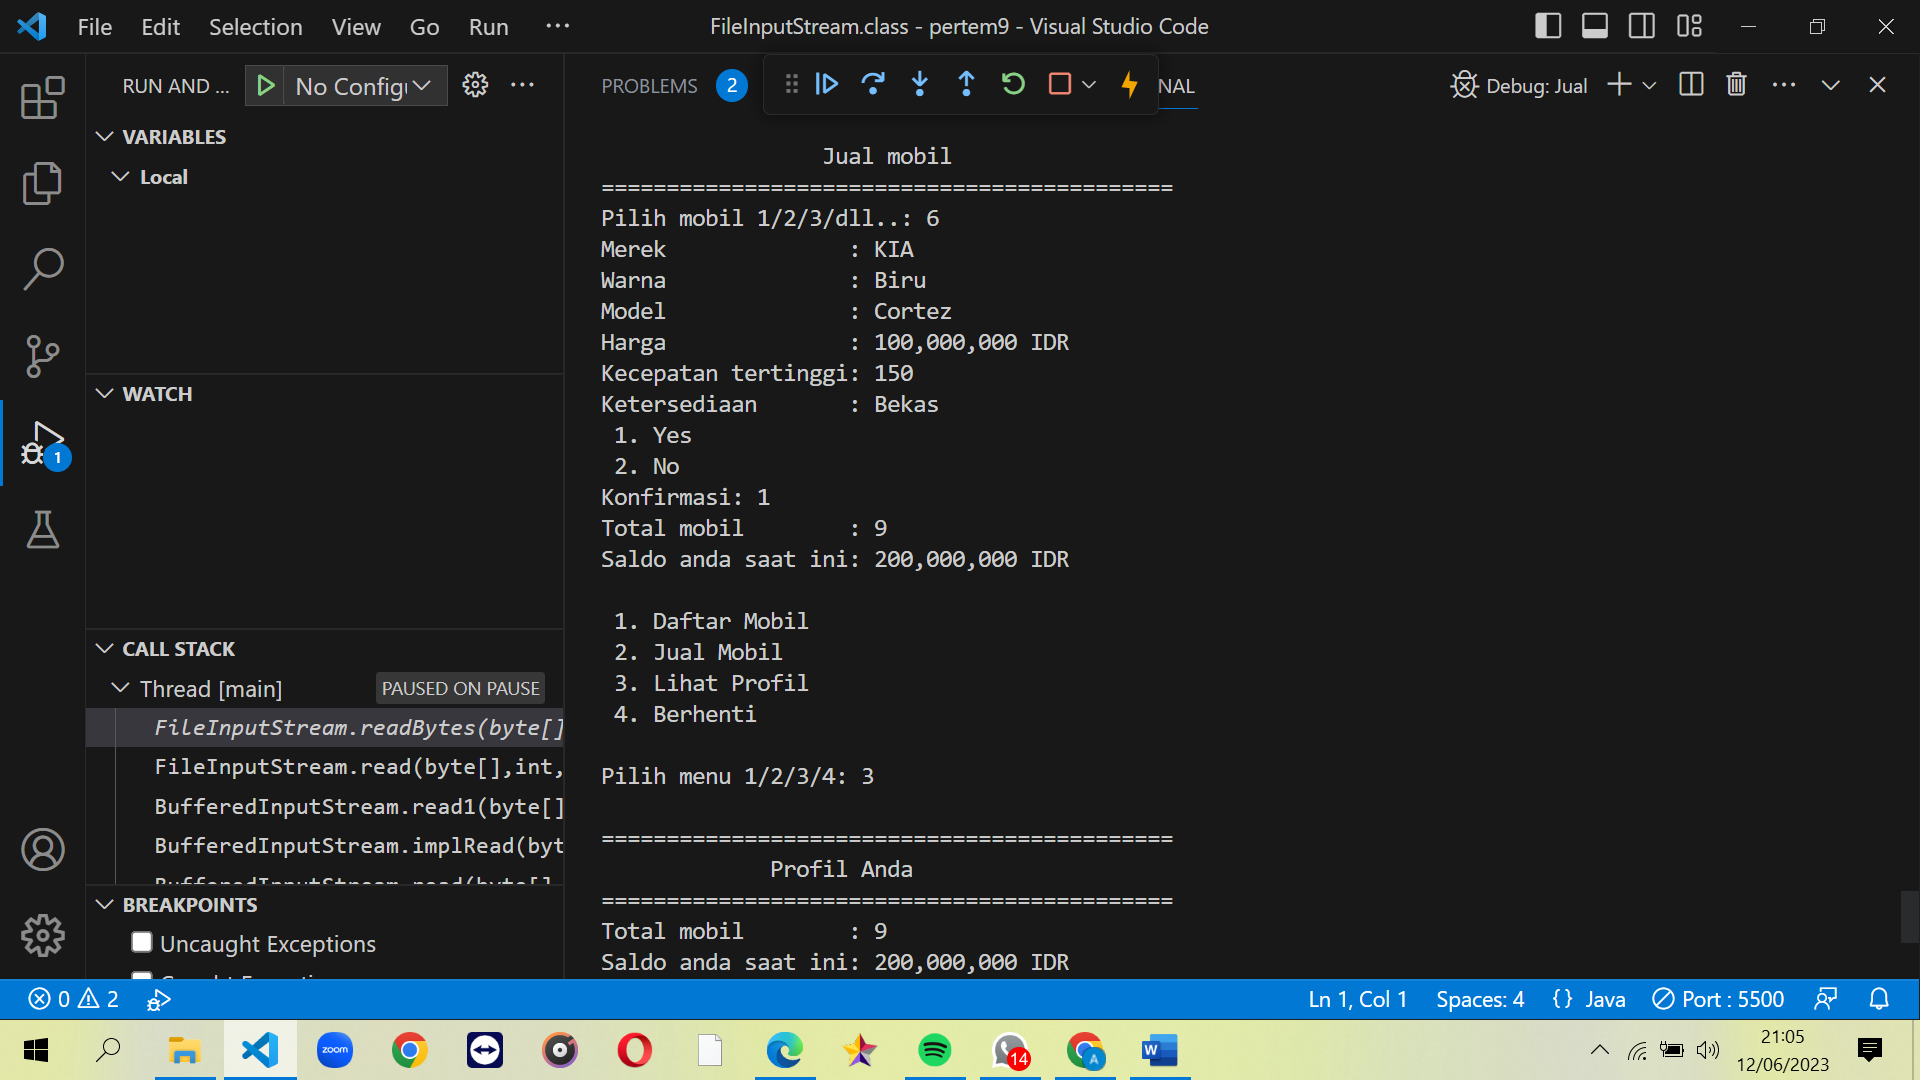 File Edit Selection View Go Run ··· FileInputStream.class - pertem9 - Visual Studio Code
RUN AND ... No Config ···
VARIABLES
Local
WATCH
CALL STACK
Thread [main] PAUSED ON PAUSE
FileInputStream.readBytes(byte[]
FileInputStream.read(byte[],int,
BufferedInputStream.read1(byte[]
BufferedInputStream.implRead(byt
BufferedInputStream.read(byte[]
BREAKPOINTS
Uncaught Exceptions
1
PROBLEMS 2 NAL Debug: Jual ···
Jual mobil
============================================
Pilih mobil 1/2/3/dll..: 6
Merek : KIA
Warna : Biru
Model : Cortez
Harga : 100,000,000 IDR
Kecepatan tertinggi: 150
Ketersediaan : Bekas
1. Yes
2. No
Konfirmasi: 1
Total mobil : 9
Saldo anda saat ini: 200,000,000 IDR
1. Daftar Mobil
2. Jual Mobil
3. Lihat Profil
4. Berhenti
Pilih menu 1/2/3/4: 3
============================================
Profil Anda
============================================
Total mobil : 9
Saldo anda saat ini: 200,000,000 IDR
0 2 Ln 1, Col 1 Spaces: 4 {} Java Port : 5500
zoom 14 A W 21:05
12/06/2023